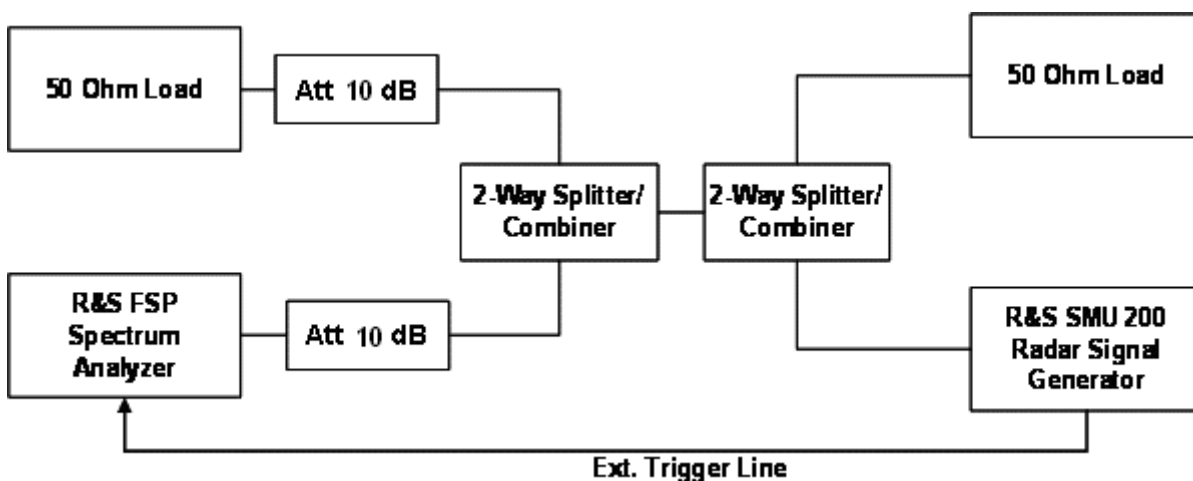 50 Ohm Load
Att 10 dB
50 Ohm Load
2-Way Splitter/
Combiner
2-Way Splitter/
Combiner
R&S FSP
Spectrum
Analyzer
Att 10 dB
R&S SMU 200
Radar Signal
Generator
Ext. Trigger Line